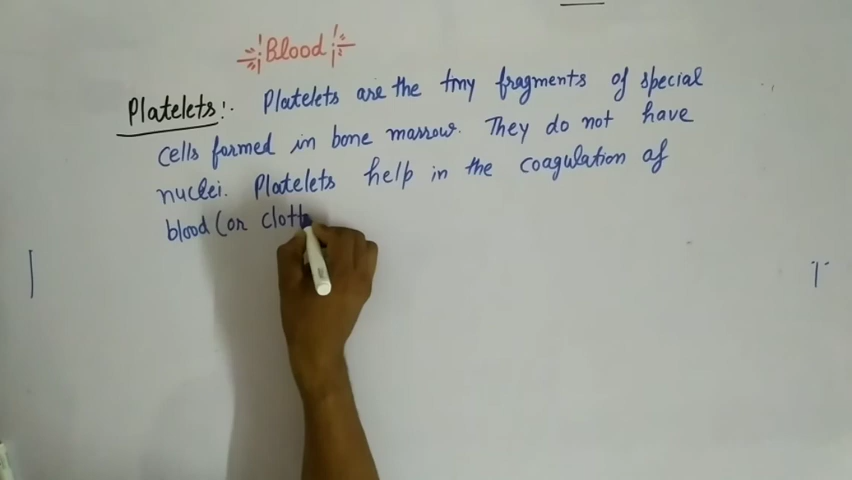 Blood
Platelets:- Platelets are the tiny fragments of special
cells formed in bone marrow. They do not have
nuclei. Platelets help in the coagulation of
blood (or clott